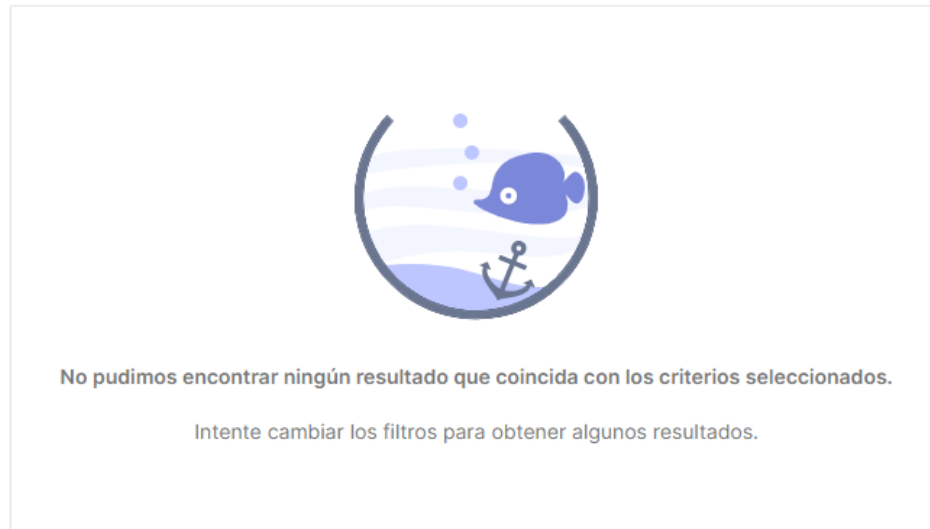 No pudimos encontrar ningún resultado que coincida con los criterios seleccionados.
Intente cambiar los filtros para obtener algunos resultados.